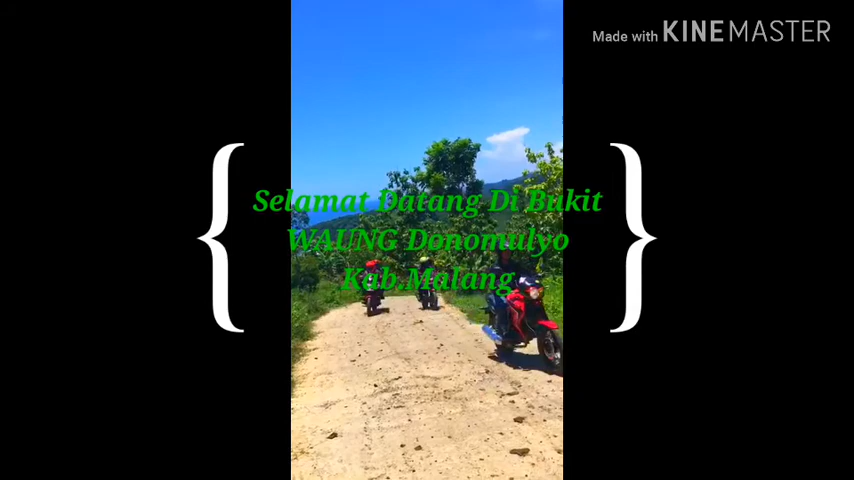 Made with KINEMASTER
Selamat Datang Di Bukit
WAUNG Donomulyo
Kab.Malang